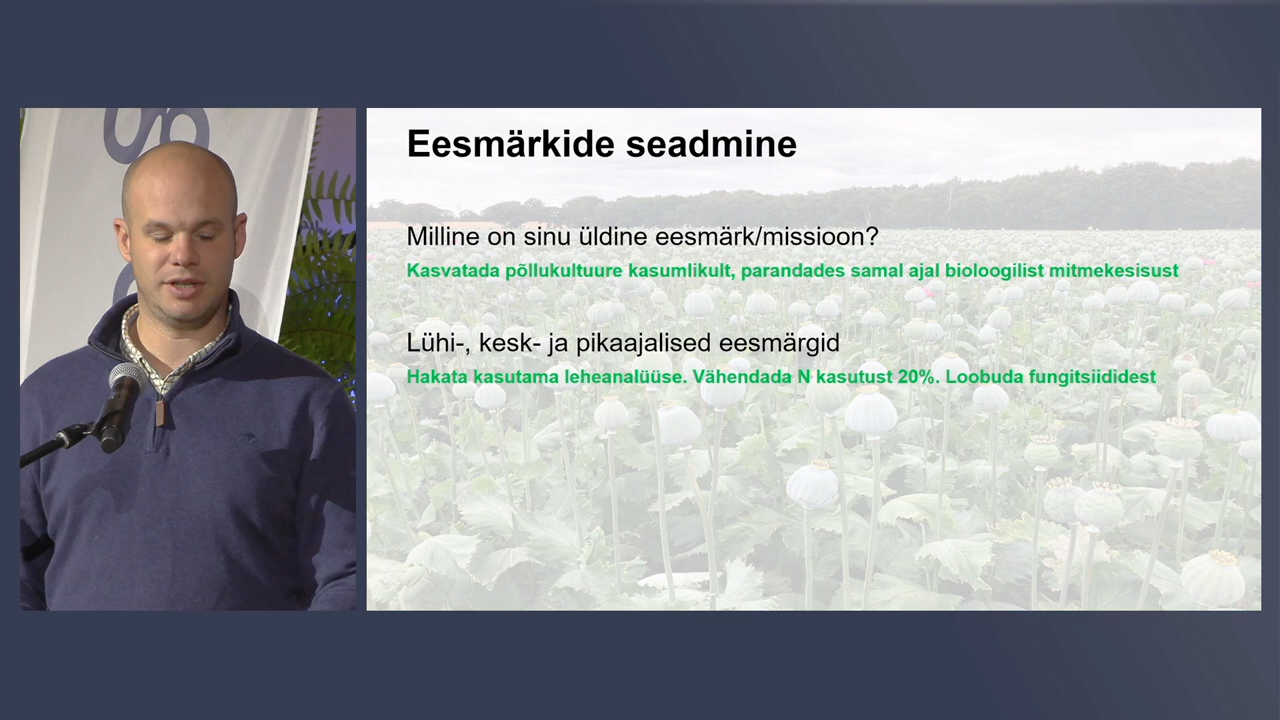 Eesmärkide seadmine
Milline on sinu üldine eesmärk/missioon?
Kasvatada põllukultuure kasumlikult, parandades samal ajal bioloogilist mitmekesisust
Lühi-, kesk- ja pikaajalised eesmärgid
Hakata kasutama leheanalüüse. Vähendada N kasutust 20%. Loobuda fungitsiididest